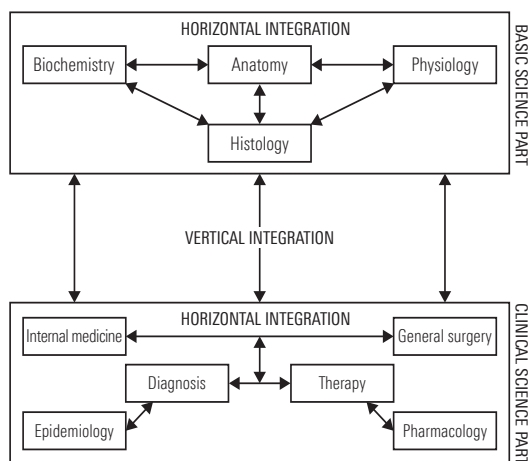 HORIZONTAL INTEGRATION
Biochemistry
Anatomy
Physiology
Histology
BASIC SCIENCE PART
VERTICAL INTEGRATION
HORIZONTAL INTEGRATION
Internal medicine
General surgery
Diagnosis
Therapy
Epidemiology
Pharmacology
CLINICAL SCIENCE PART